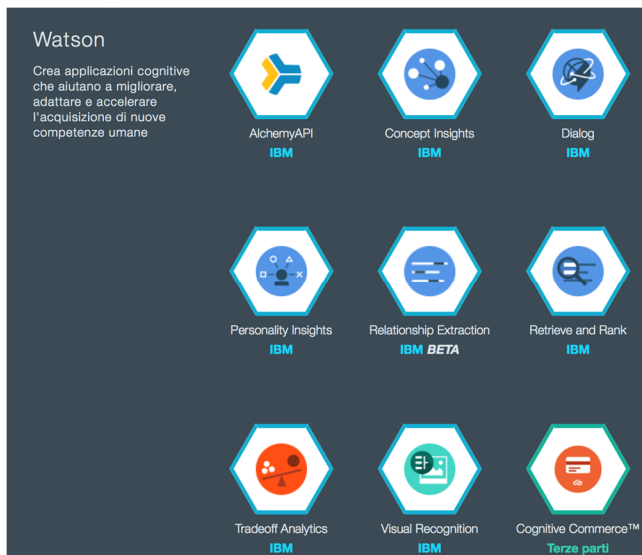 Watson
Crea applicazioni cognitive
che aiutano a migliorare,
adattare e accelerare
l'acquisizione di nuove
competenze umane
AlchemyAPI
IBM
Concept Insights
IBM
Dialog
IBM
Personality Insights
IBM
Relationship Extraction
IBM BETA
Retrieve and Rank
IBM
Tradeoff Analytics
IBM
Visual Recognition
IBM
Cognitive Commerce™
Terze parti